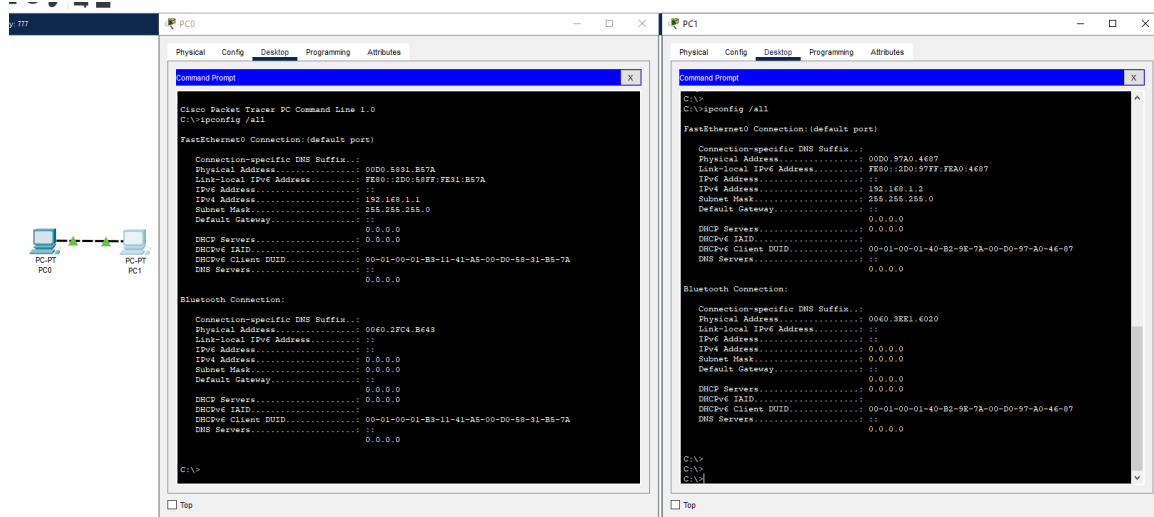 y: 777
PC-PT
PC0
PC-PT
PC1
PC0
Physical Config Desktop Programming Attributes
Command Prompt
X
Cisco Packet Tracer PC Command Line 1.0
C:\>ipconfig /all
FastEthernet0 Connection:(default port)
Connection-specific DNS Suffix..:
Physical Address................: 00D0.5831.B57A
Link-local IPv6 Address.........: FE80::2D0:58FF:FE31:B57A
IPv6 Address....................: ::
IPv4 Address....................: 192.168.1.1
Subnet Mask.....................: 255.255.255.0
Default Gateway.................: ::
0.0.0.0
DHCP Servers....................: 0.0.0.0
DHCPv6 IAID.....................:
DHCPv6 Client DUID..............: 00-01-00-01-B3-11-41-A5-00-D0-58-31-B5-7A
DNS Servers.....................: ::
0.0.0.0
Bluetooth Connection:
Connection-specific DNS Suffix..:
Physical Address................: 0060.2FC4.B643
Link-local IPv6 Address.........: ::
IPv6 Address....................: ::
IPv4 Address....................: 0.0.0.0
Subnet Mask.....................: 0.0.0.0
Default Gateway.................: ::
0.0.0.0
DHCP Servers....................: 0.0.0.0
DHCPv6 IAID.....................:
DHCPv6 Client DUID..............: 00-01-00-01-B3-11-41-A5-00-D0-58-31-B5-7A
DNS Servers.....................: ::
0.0.0.0
C:\>
Top
PC1
Physical Config Desktop Programming Attributes
Command Prompt
X
C:\>
C:\>ipconfig /all
FastEthernet0 Connection:(default port)
Connection-specific DNS Suffix..:
Physical Address................: 00D0.97A0.4687
Link-local IPv6 Address.........: FE80::2D0:97FF:FEA0:4687
IPv6 Address....................: ::
IPv4 Address....................: 192.168.1.2
Subnet Mask.....................: 255.255.255.0
Default Gateway.................: ::
0.0.0.0
DHCP Servers....................: 0.0.0.0
DHCPv6 IAID.....................:
DHCPv6 Client DUID..............: 00-01-00-01-40-B2-9E-7A-00-D0-97-A0-46-87
DNS Servers.....................: ::
0.0.0.0
Bluetooth Connection:
Connection-specific DNS Suffix..:
Physical Address................: 0060.3EE1.6020
Link-local IPv6 Address.........: ::
IPv6 Address....................: ::
IPv4 Address....................: 0.0.0.0
Subnet Mask.....................: 0.0.0.0
Default Gateway.................: ::
0.0.0.0
DHCP Servers....................: 0.0.0.0
DHCPv6 IAID.....................:
DHCPv6 Client DUID..............: 00-01-00-01-40-B2-9E-7A-00-D0-97-A0-46-87
DNS Servers.....................: ::
0.0.0.0
C:\>
C:\>
C:\>
Top